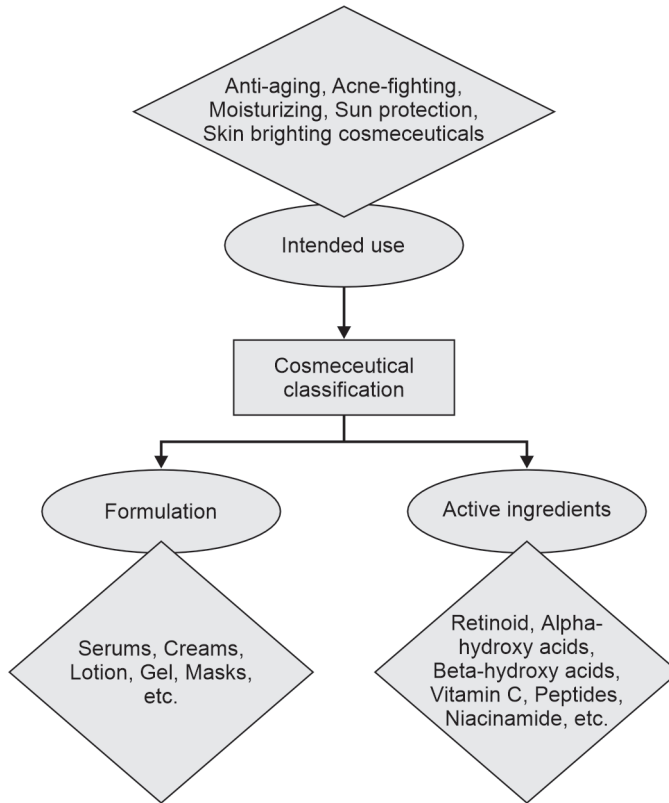 Anti-aging, Acne-fighting,
Moisturizing, Sun protection,
Skin brighting cosmeceuticals
Intended use
Cosmeceutical
classification
Formulation
Active ingredients
Serums, Creams,
Lotion, Gel, Masks,
etc.
Retinoid, Alpha-
hydroxy acids,
Beta-hydroxy acids,
Vitamin C, Peptides,
Niacinamide, etc.